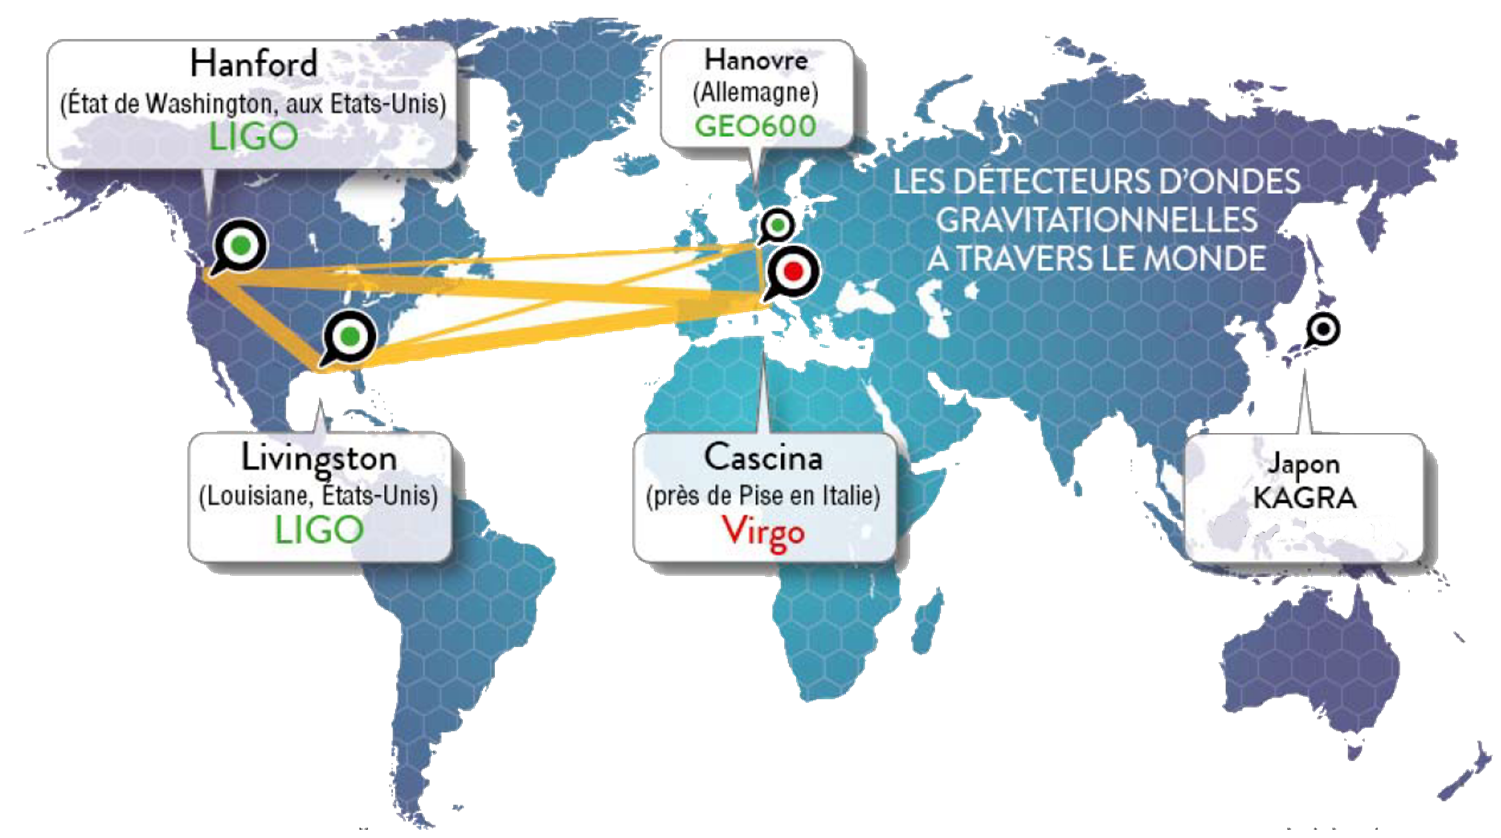 Hanford
(État de Washington, aux Etats-Unis)
LIGO
Hanovre
(Allemagne)
GEO600
LES DÉTECTEURS D'ONDES
GRAVITATIONNELLES
A TRAVERS LE MONDE
Livingston
(Louisiane, États-Unis)
LIGO
Cascina
(près de Pise en Italie)
Virgo
Japon
KAGRA